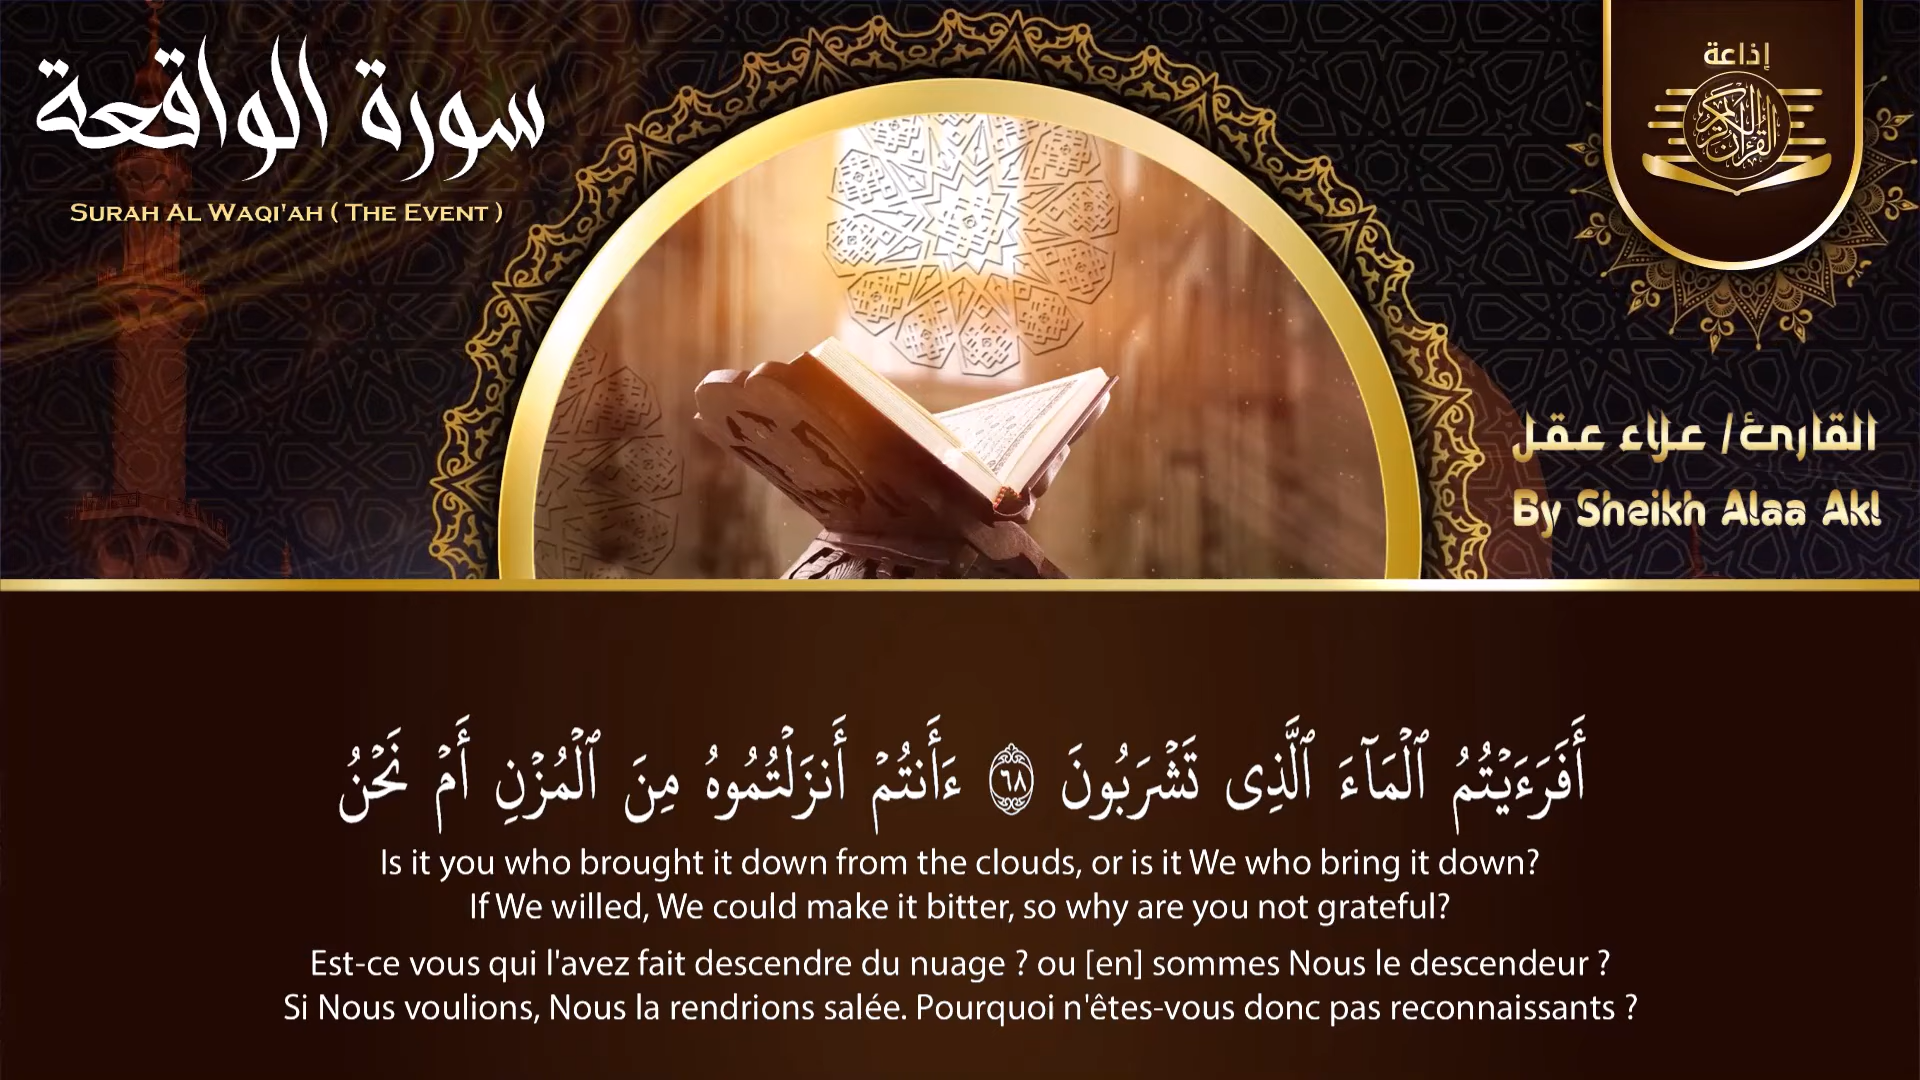 سورة الواقعة
SURAH AL WAQI'AH ( THE EVENT )
إذاعة
القرآن الكريم
القارئ/ علاء عقل
By Sheikh Alaa Akl
أَفَرَءَيْتُمُ ٱلْمَآءَ ٱلَّذِى تَشْرَبُونَ ٦٨ ءَأَنتُمْ أَنزَلْتُمُوهُ مِنَ ٱلْمُزْنِ أَمْ نَحْنُ
Is it you who brought it down from the clouds, or is it We who bring it down?
If We willed, We could make it bitter, so why are you not grateful?
Est-ce vous qui l'avez fait descendre du nuage ? ou [en] sommes Nous le descendeur ?
Si Nous voulions, Nous la rendrions salée. Pourquoi n'êtes-vous donc pas reconnaissants ?